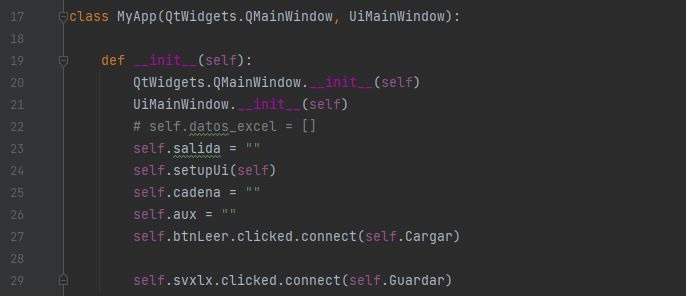 17 class MyApp(QtWidgets.QMainWindow, UiMainWindow):
18
19     def __init__(self):
20         QtWidgets.QMainWindow.__init__(self)
21         UiMainWindow.__init__(self)
22         # self.datos_excel = []
23         self.salida = ""
24         self.setupUi(self)
25         self.cadena = ""
26         self.aux = ""
27         self.btnLeer.clicked.connect(self.Cargar)
28
29         self.svxlx.clicked.connect(self.Guardar)